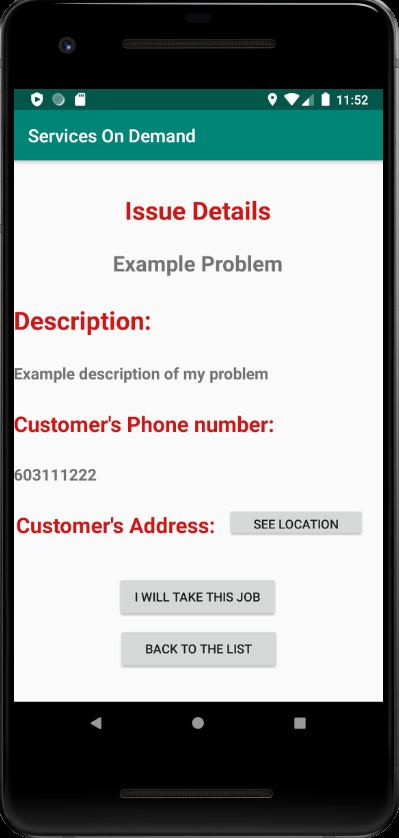 11:52
Services On Demand
Issue Details
Example Problem
Description:
Example description of my problem
Customer's Phone number:
603111222
Customer's Address: SEE LOCATION
I WILL TAKE THIS JOB
BACK TO THE LIST